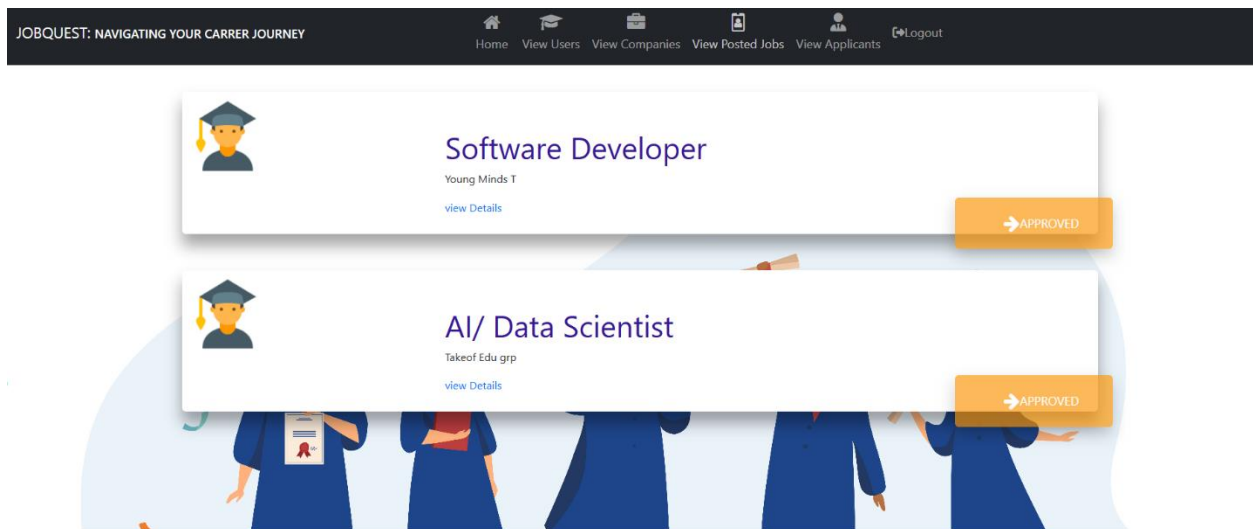 JOBQUEST: NAVIGATING YOUR CARRER JOURNEY
Home View Users View Companies View Posted Jobs View Applicants Logout
Software Developer
Young Minds T
view Details
APPROVED
AI/ Data Scientist
Takeof Edu grp
view Details
APPROVED